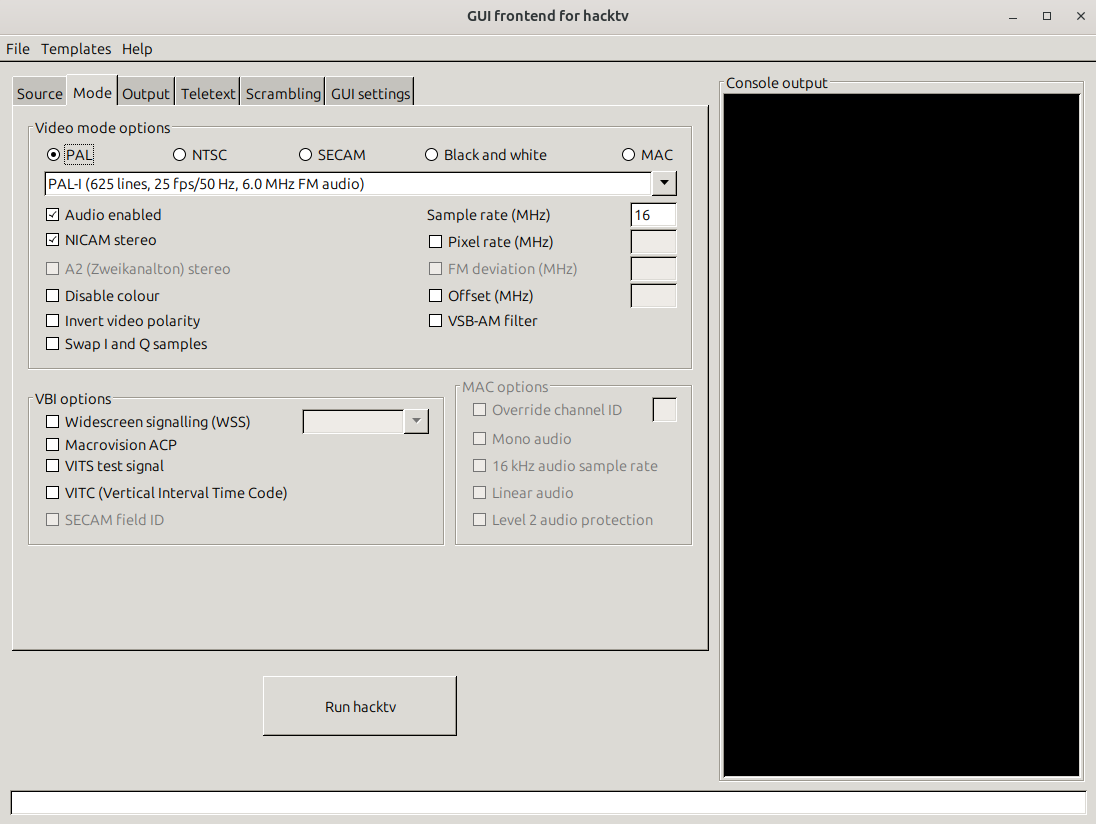 GUI frontend for hacktv
File Templates Help
Source Mode Output Teletext Scrambling GUI settings
Video mode options
PAL NTSC SECAM Black and white MAC
PAL-I (625 lines, 25 fps/50 Hz, 6.0 MHz FM audio)
Audio enabled
NICAM stereo
A2 (Zweikanalton) stereo
Disable colour
Invert video polarity
Swap I and Q samples
Sample rate (MHz) 16
Pixel rate (MHz)
FM deviation (MHz)
Offset (MHz)
VSB-AM filter
VBI options
Widescreen signalling (WSS)
Macrovision ACP
VITS test signal
VITC (Vertical Interval Time Code)
SECAM field ID
MAC options
Override channel ID
Mono audio
16 kHz audio sample rate
Linear audio
Level 2 audio protection
Run hacktv
Console output